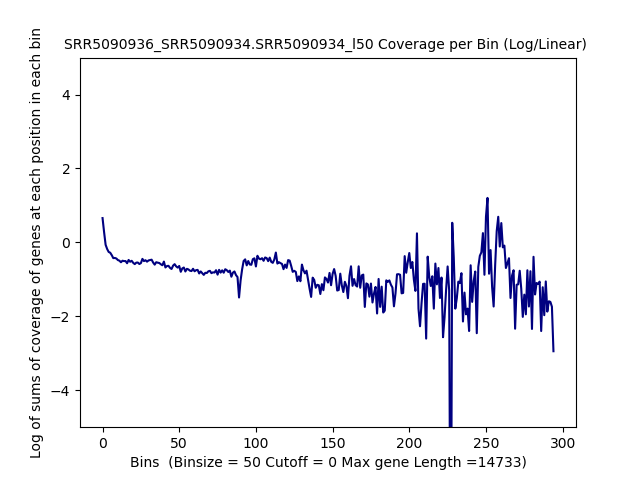 SRR5090936_SRR5090934.SRR5090934_l50 Coverage per Bin (Log/Linear)
Log of sums of coverage of genes at each position in each bin
4
2
0
−2
−4
0 50 100 150 200 250 300
Bins  (Binsize = 50 Cutoff = 0 Max gene Length =14733)